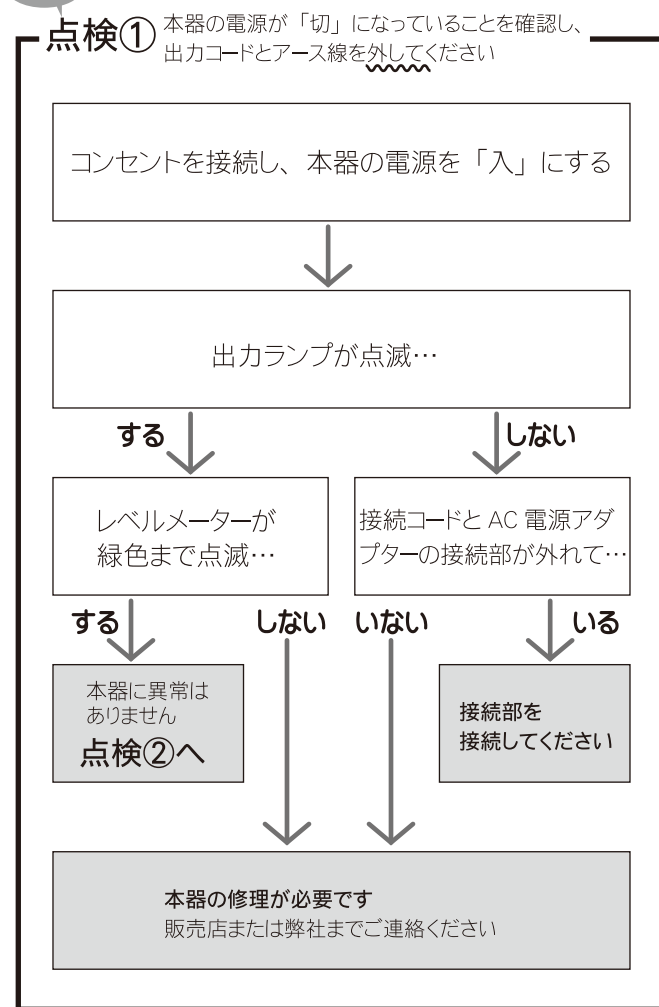 点検①
本器の電源が「切」になっていることを確認し、
出力コードとアース線を外してください
コンセントを接続し、本器の電源を「入」にする
出力ランプが点滅…
する
しない
レベルメーターが
緑色まで点滅…
接続コードと AC 電源アダ
プターの接続部が外れて…
する
しない
いない
いる
本器に異常は
ありません
点検②へ
接続部を
接続してください
本器の修理が必要です
販売店または弊社までご連絡ください